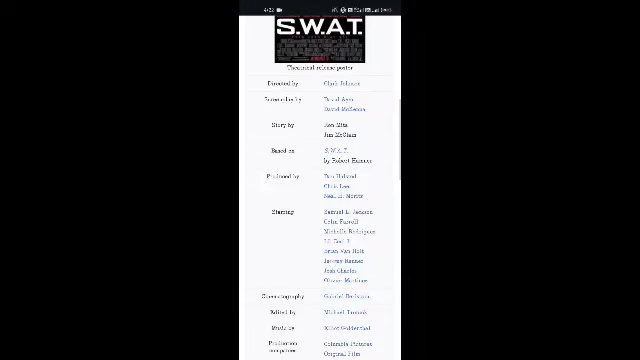 4:22
S.W.A.T.
Theatrical release poster
Directed by Clark Johnson
Screenplay by David Ayer
David McKenna
Story by Ron Mita
Jim McClain
Based on S.W.A.T.
by Robert Hamner
Produced by Dan Halsted
Chris Lee
Neal H. Moritz
Starring Samuel L. Jackson
Colin Farrell
Michelle Rodriguez
LL Cool J
Brian Van Holt
Jeremy Renner
Josh Charles
Olivier Martinez
Cinematography Gabriel Beristain
Edited by Michael Tronick
Music by Elliot Goldenthal
Production Columbia Pictures
companies Original Film